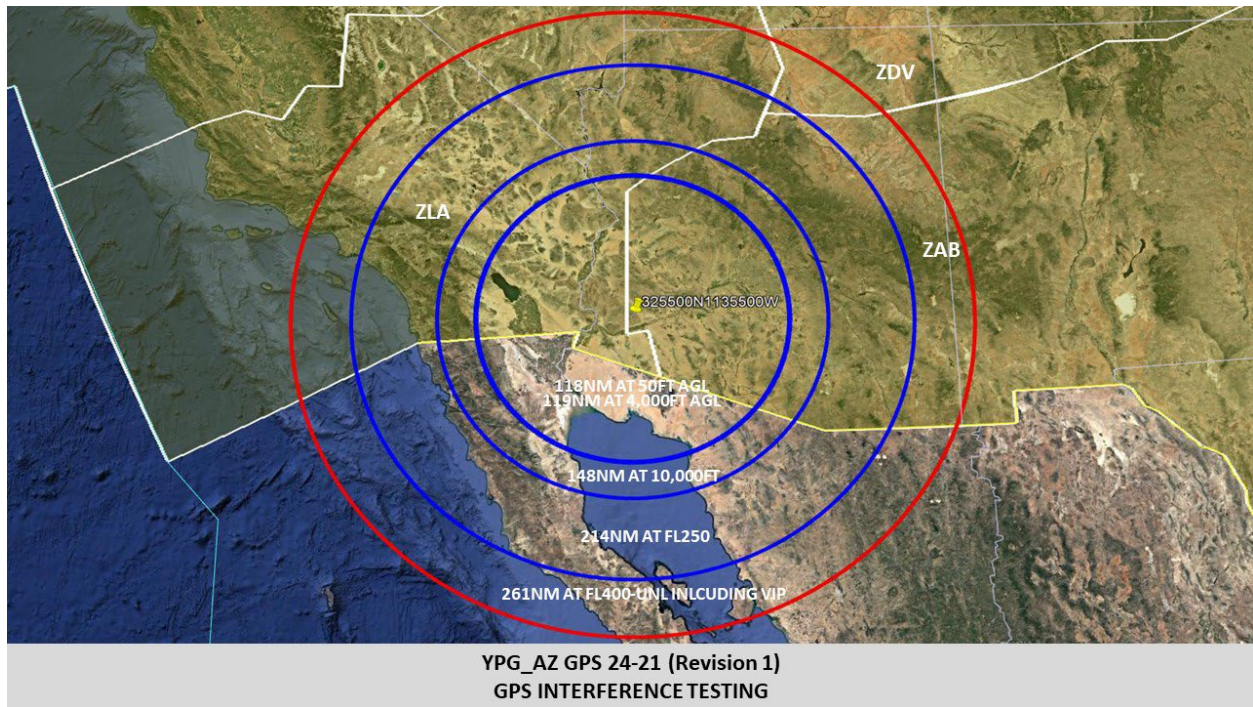 ZDV
ZLA
ZAB
325500N1135500W
118NM AT 50FT AGL
119NM AT 4,000FT AGL
148NM AT 10,000FT
214NM AT FL250
261NM AT FL400-UNL INLCUDING VIP
YPG_AZ GPS 24-21 (Revision 1)
GPS INTERFERENCE TESTING